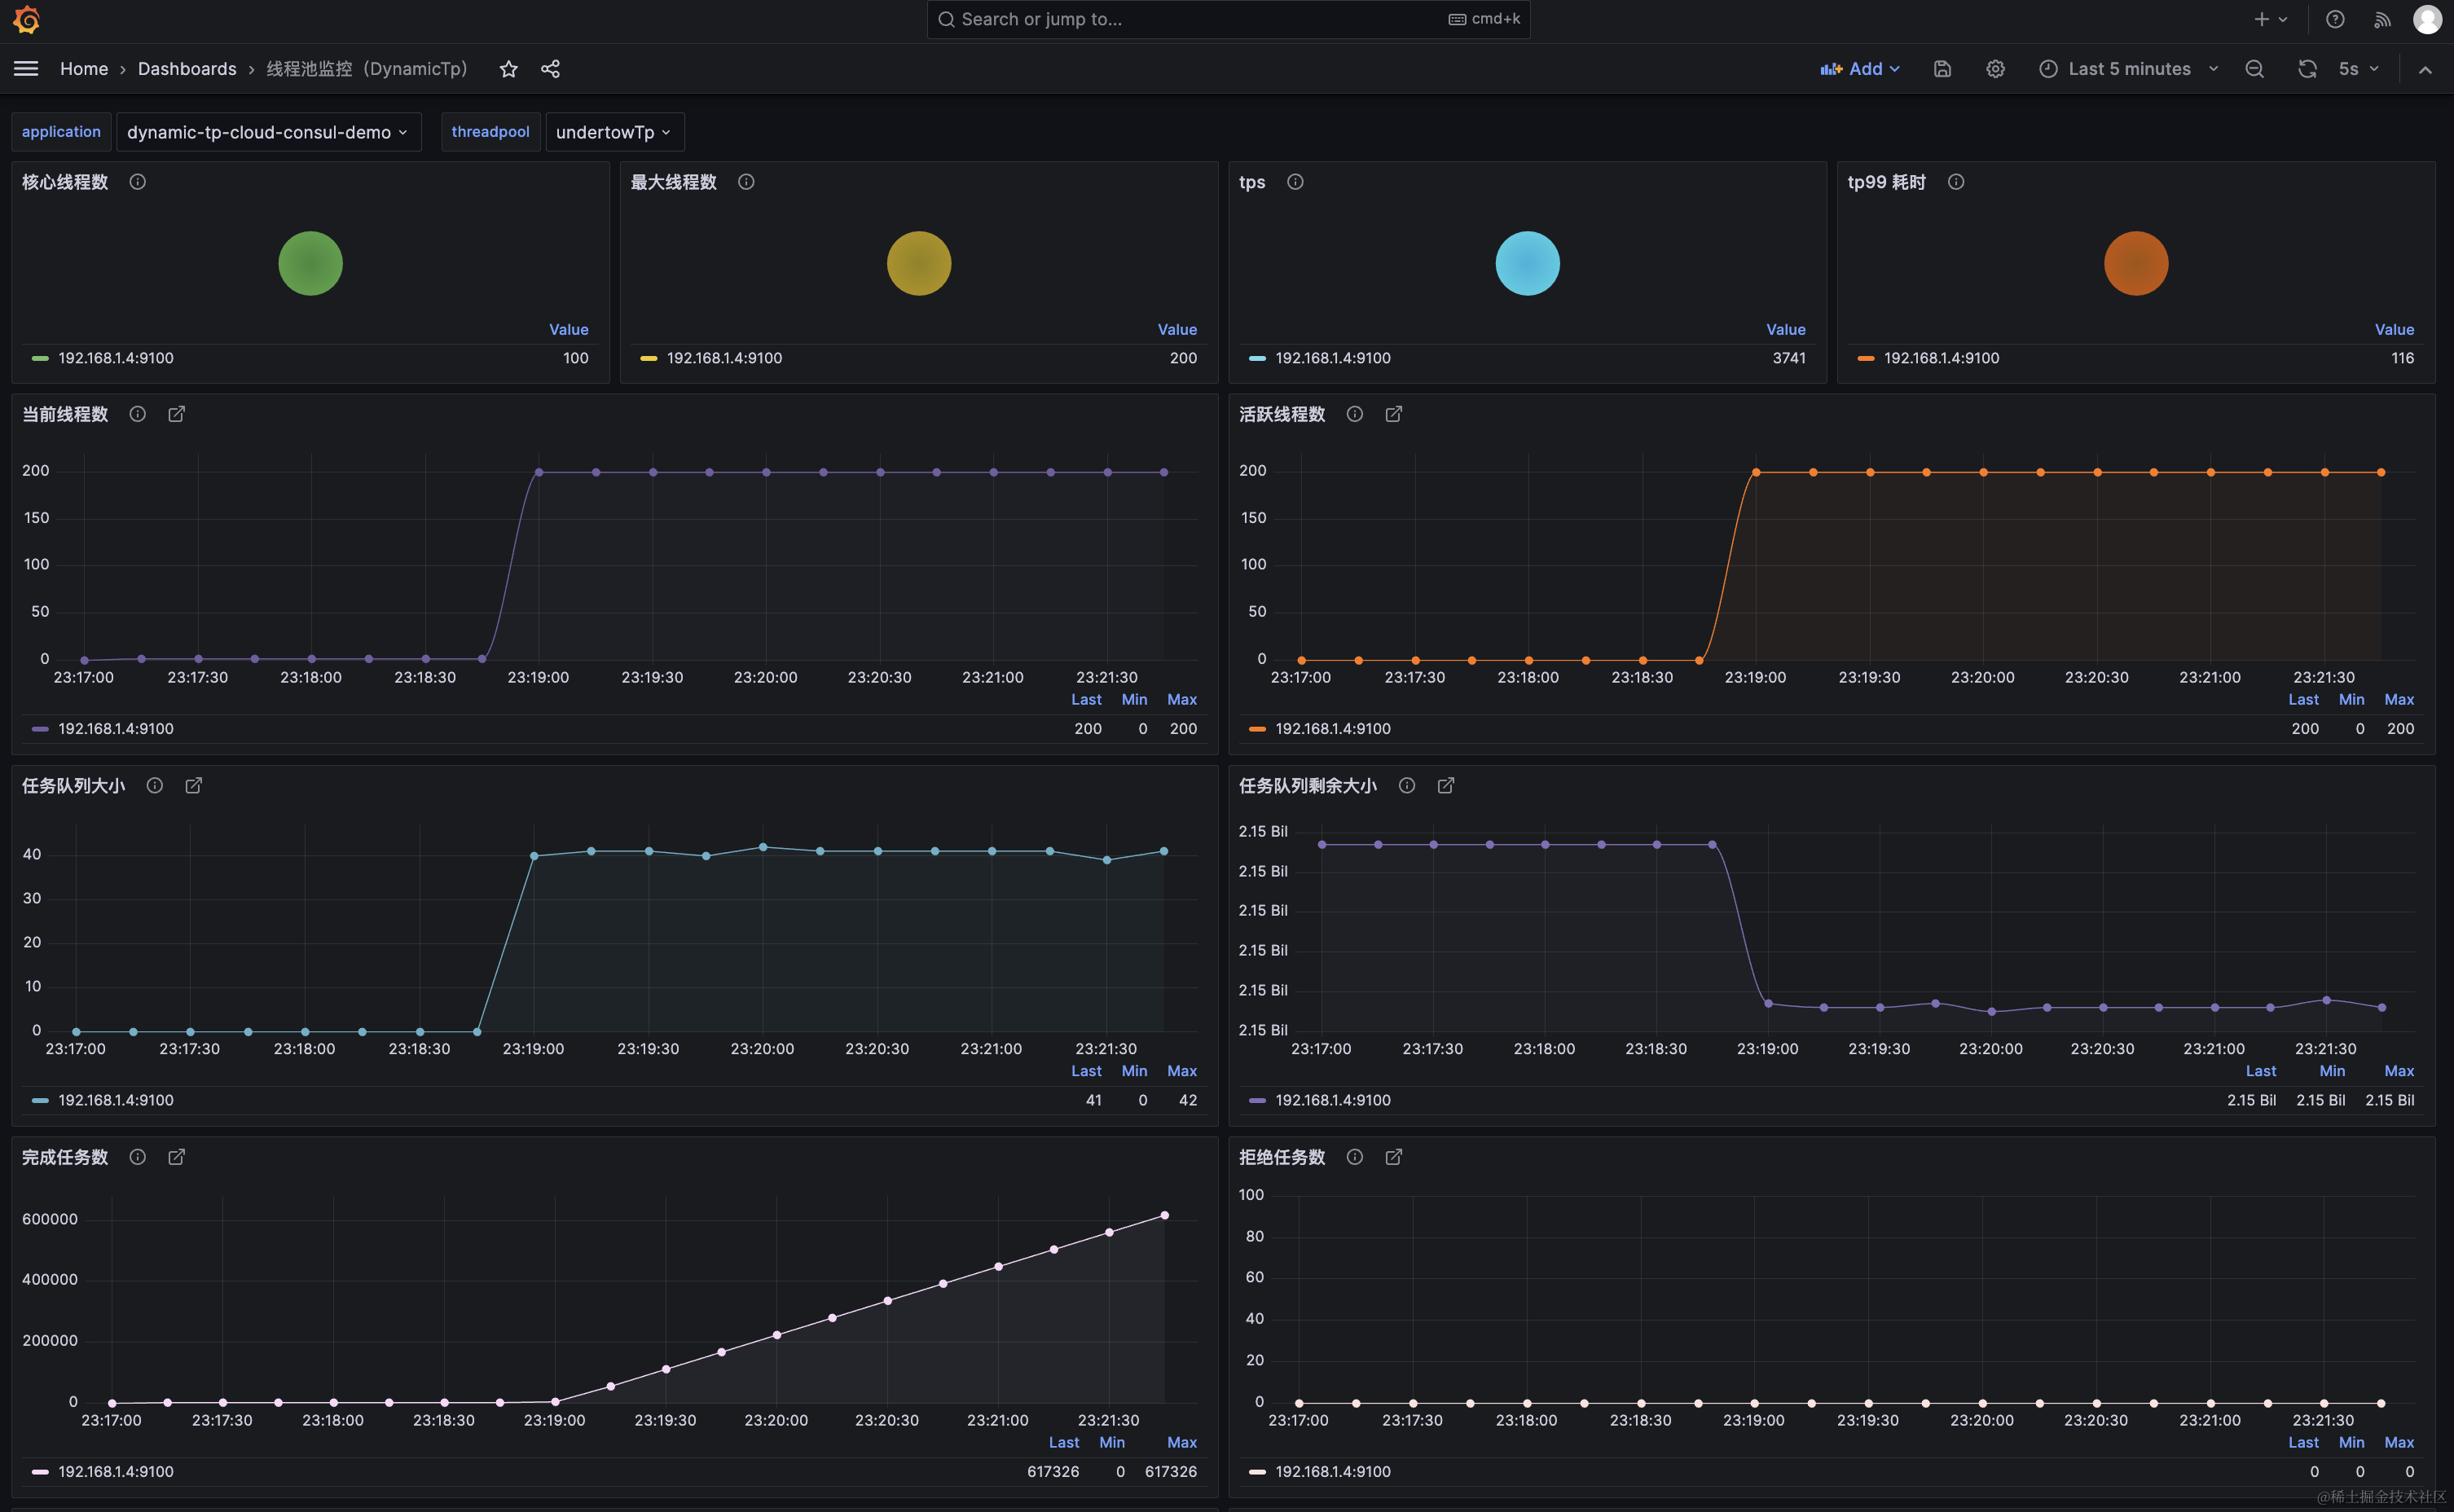 Search or jump to... cmd+k
Home › Dashboards › 线程池监控（DynamicTp） Add Last 5 minutes 5s
application dynamic-tp-cloud-consul-demo threadpool undertowTp
核心线程数
Value
192.168.1.4:9100 100
最大线程数
Value
192.168.1.4:9100 200
tps
Value
192.168.1.4:9100 3741
tp99 耗时
Value
192.168.1.4:9100 116
当前线程数
200
150
100
50
0
23:17:00 23:17:30 23:18:00 23:18:30 23:19:00 23:19:30 23:20:00 23:20:30 23:21:00 23:21:30
Last Min Max
192.168.1.4:9100 200 0 200
活跃线程数
200
150
100
50
0
23:17:00 23:17:30 23:18:00 23:18:30 23:19:00 23:19:30 23:20:00 23:20:30 23:21:00 23:21:30
Last Min Max
192.168.1.4:9100 200 0 200
任务队列大小
40
30
20
10
0
23:17:00 23:17:30 23:18:00 23:18:30 23:19:00 23:19:30 23:20:00 23:20:30 23:21:00 23:21:30
Last Min Max
192.168.1.4:9100 41 0 42
任务队列剩余大小
2.15 Bil
2.15 Bil
2.15 Bil
2.15 Bil
2.15 Bil
2.15 Bil
23:17:00 23:17:30 23:18:00 23:18:30 23:19:00 23:19:30 23:20:00 23:20:30 23:21:00 23:21:30
Last Min Max
192.168.1.4:9100 2.15 Bil 2.15 Bil 2.15 Bil
完成任务数
600000
400000
200000
0
23:17:00 23:17:30 23:18:00 23:18:30 23:19:00 23:19:30 23:20:00 23:20:30 23:21:00 23:21:30
Last Min Max
192.168.1.4:9100 617326 0 617326
拒绝任务数
100
80
60
40
20
0
23:17:00 23:17:30 23:18:00 23:18:30 23:19:00 23:19:30 23:20:00 23:20:30 23:21:00 23:21:30
Last Min Max
192.168.1.4:9100 0 0 0
@稀土掘金技术社区